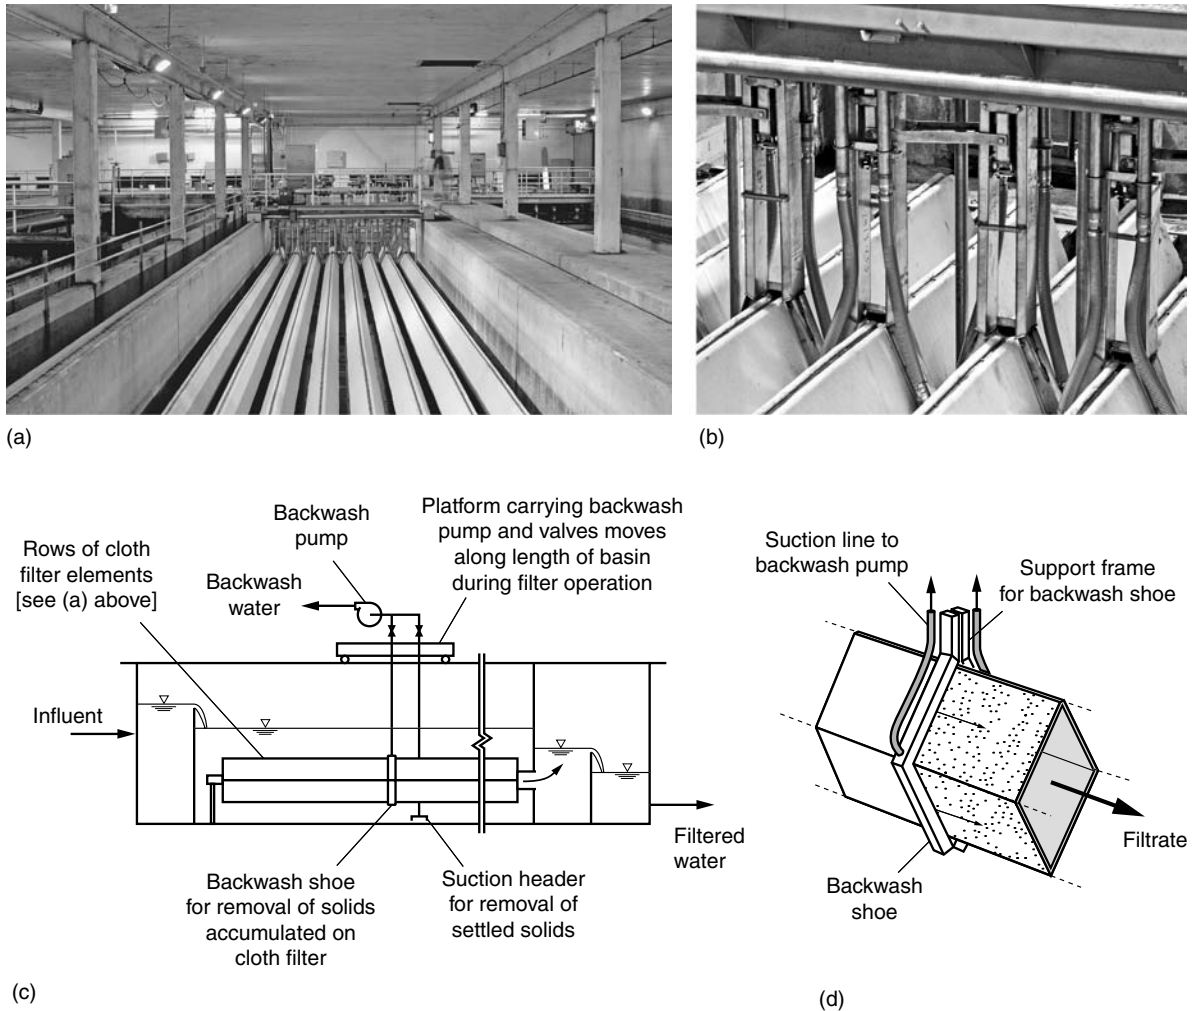 (a)
(b)
Backwash
pump
Platform carrying backwash
pump and valves moves
along length of basin
during filter operation
Rows of cloth
filter elements
[see (a) above]
Backwash
water
Influent
Filtered
water
Backwash shoe
for removal of solids
accumulated on
cloth filter
Suction header
for removal of
settled solids
(c)
Suction line to
backwash pump
Support frame
for backwash shoe
Filtrate
Backwash
shoe
(d)